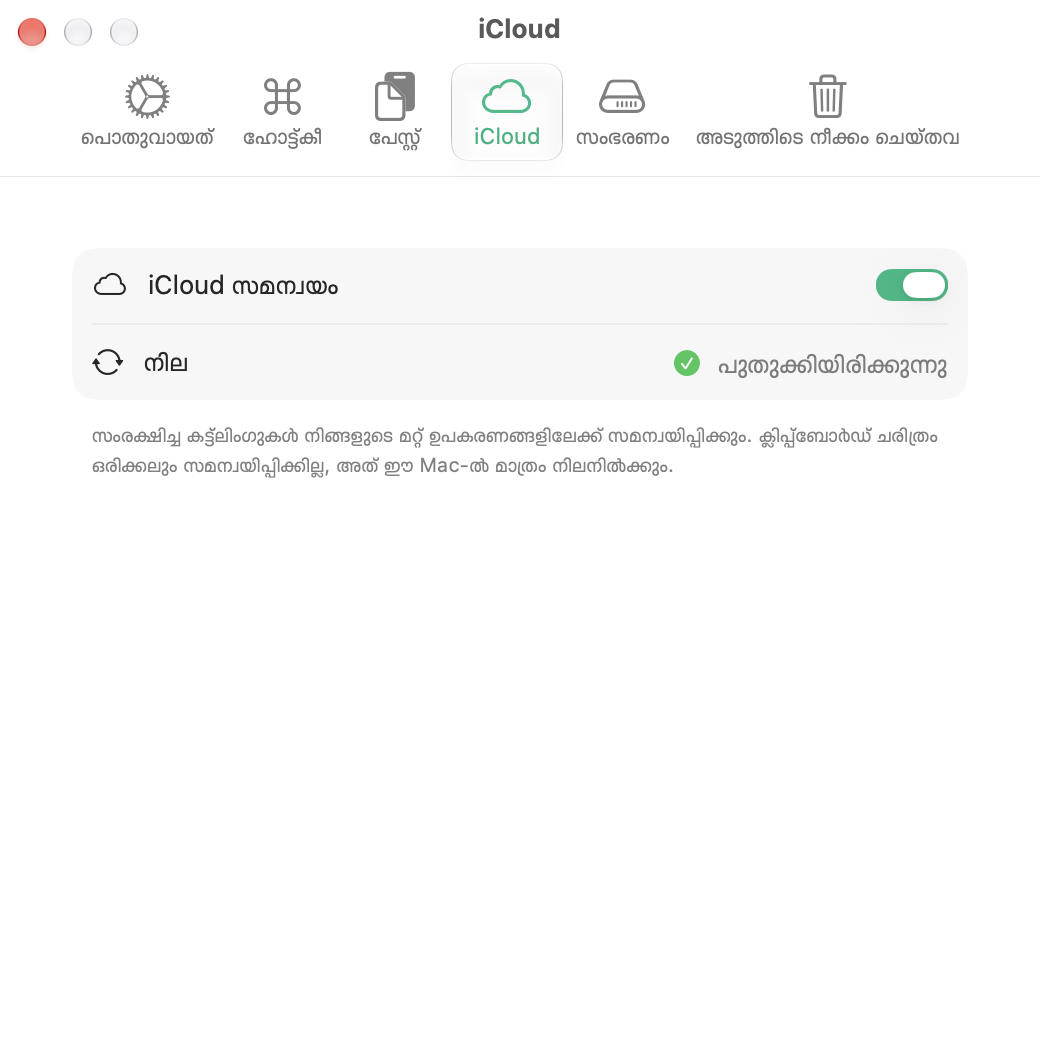 iCloud
പൊതുവായത് ഹോട്ട്കീ പേസ്റ്റ് iCloud സംഭരണം അടുത്തിടെ നീക്കം ചെയ്തവ
iCloud സമന്വയം
നില പുതുക്കിയിരിക്കുന്നു
സംരക്ഷിച്ച കട്ട്ലിംഗുകൾ നിങ്ങളുടെ മറ്റ് ഉപകരണങ്ങളിലേക്ക് സമന്വയിപ്പിക്കും. ക്ലിപ്പ്ബോർഡ് ചരിത്രം
ഒരിക്കലും സമന്വയിപ്പിക്കില്ല, അത് ഈ Mac-ൽ മാത്രം നിലനിൽക്കും.